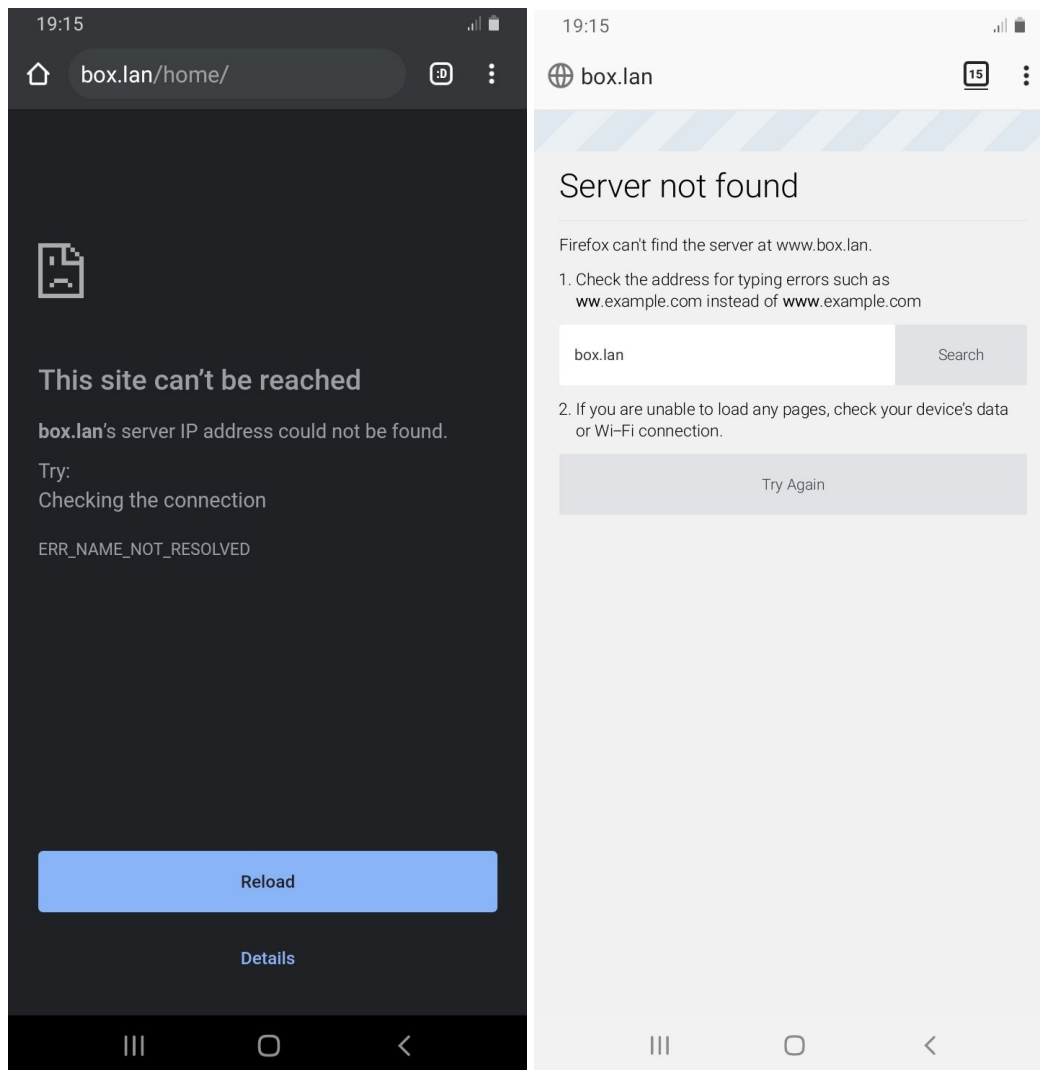 19:15
box.lan/home/
:D
This site can't be reached
box.lan's server IP address could not be found.
Try:
Checking the connection
ERR_NAME_NOT_RESOLVED
Reload
Details
19:15
box.lan
15
Server not found
Firefox can't find the server at www.box.lan.
1. Check the address for typing errors such as
ww.example.com instead of www.example.com
box.lan
Search
2. If you are unable to load any pages, check your device's data
or Wi-Fi connection.
Try Again